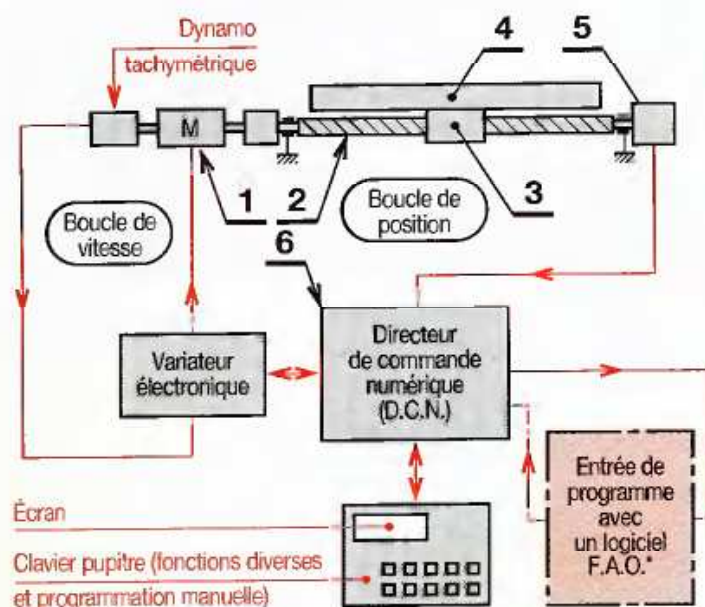 Dynamo
tachymétrique
4
5
M
1
2
3
Boucle de
vitesse
Boucle de
position
6
Variateur
électronique
Directeur
de commande
numérique
(D.C.N.)
Entrée de
programme
avec
un logiciel
F.A.O.*
Écran
Clavier pupitre (fonctions diverses
et programmation manuelle)